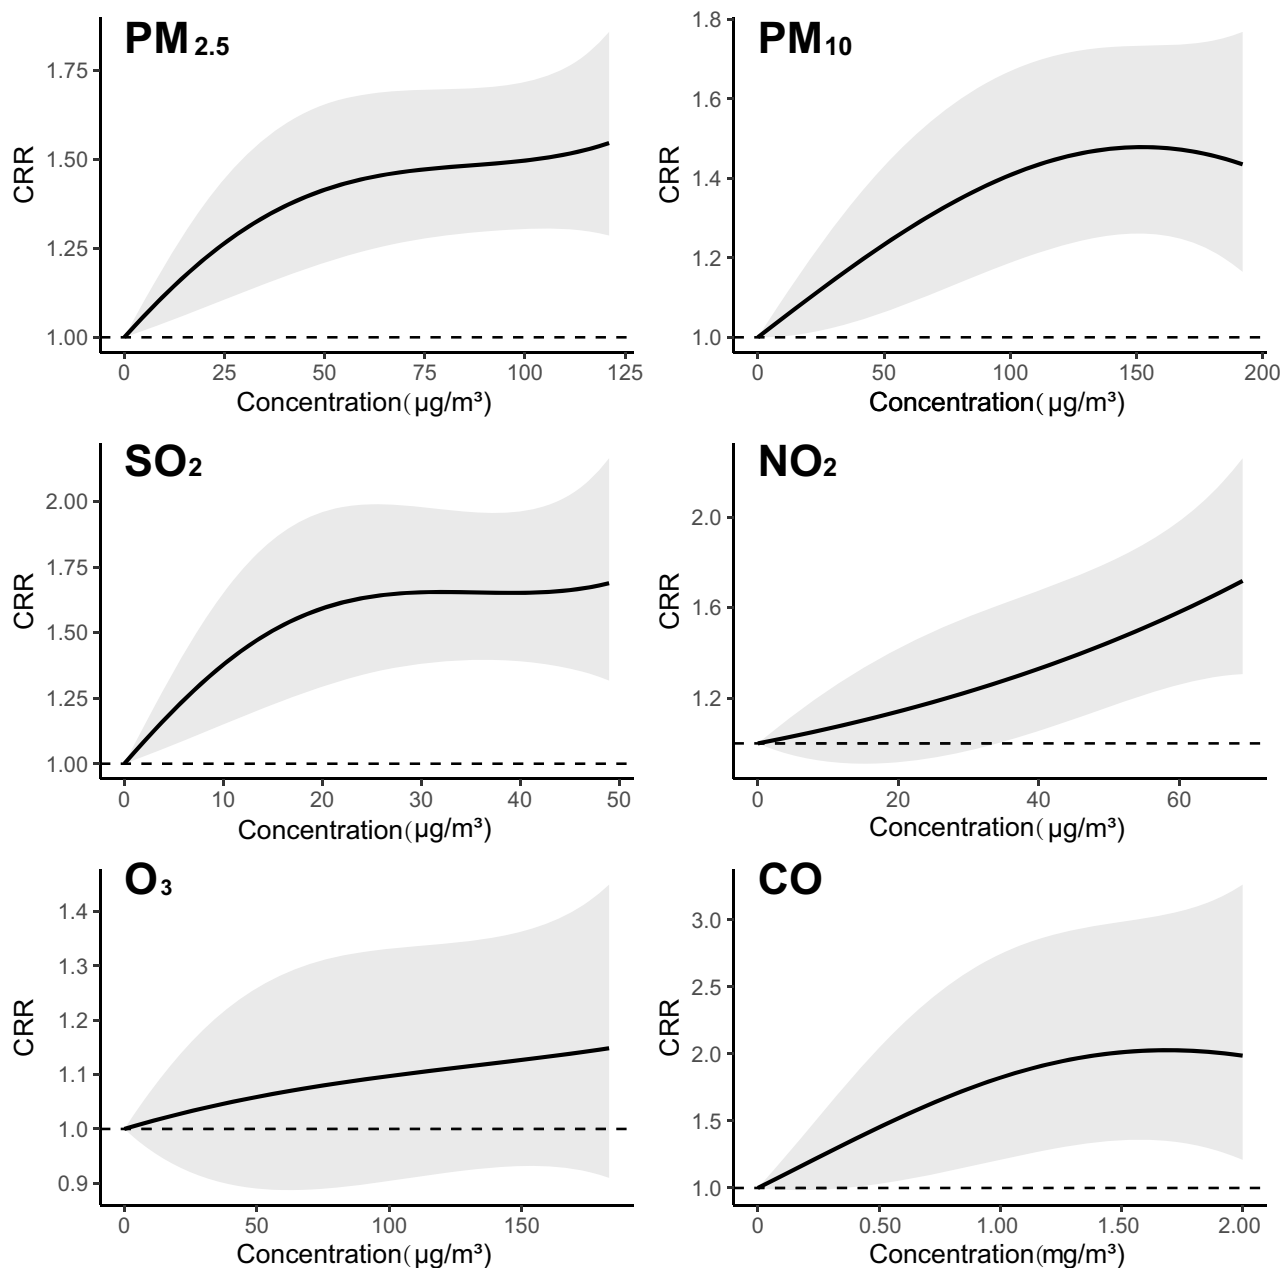 PM 2.5
CRR
1.75
1.50
1.25
1.00
0 25 50 75 100 125
Concentration(μg/m³)
PM10
CRR
1.8
1.6
1.4
1.2
1.0
0 50 100 150 200
Concentration(μg/m³)
SO2
CRR
2.00
1.75
1.50
1.25
1.00
0 10 20 30 40 50
Concentration(μg/m³)
NO2
CRR
2.0
1.6
1.2
0 20 40 60
Concentration(μg/m³)
O3
CRR
1.4
1.3
1.2
1.1
1.0
0.9
0 50 100 150
Concentration(μg/m³)
CO
CRR
3.0
2.5
2.0
1.5
1.0
0 0.50 1.00 1.50 2.00
Concentration(mg/m³)